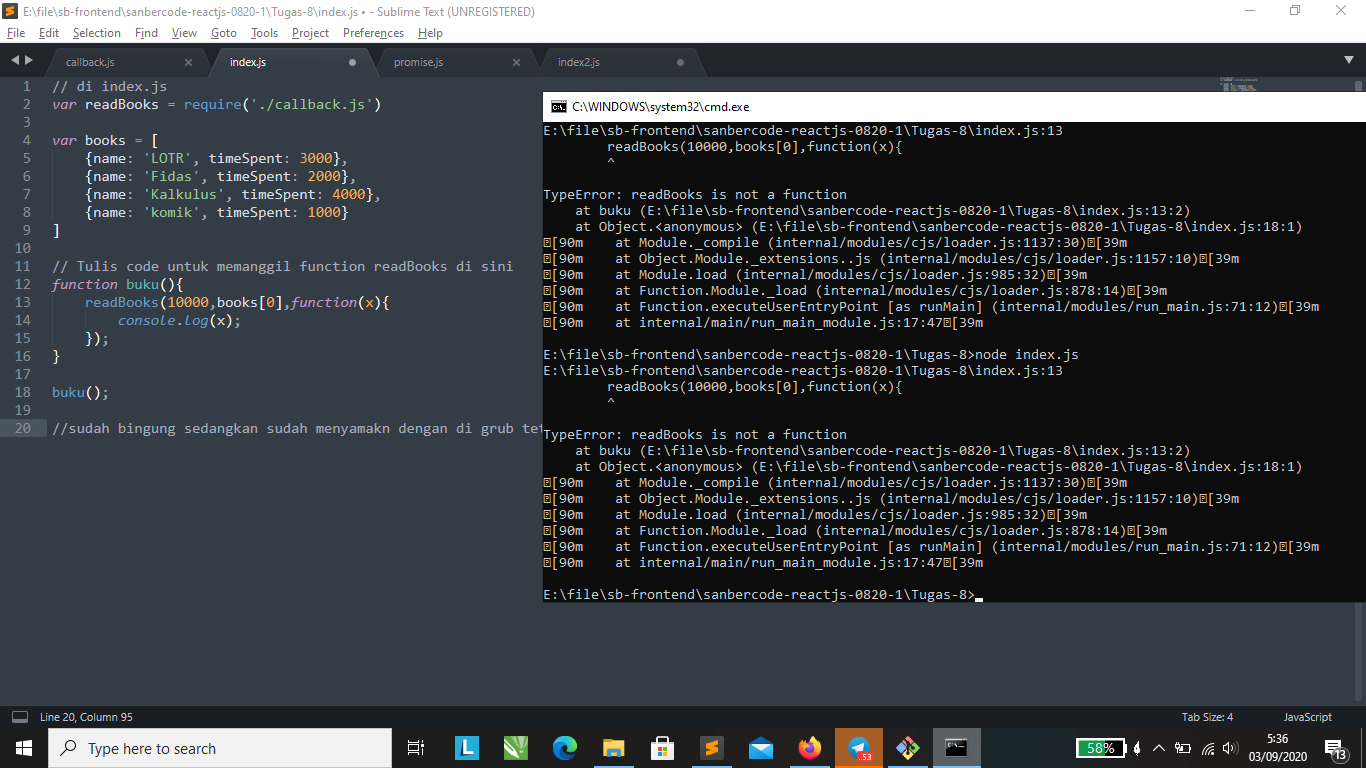 E:\file\sb-frontend\sanbercode-reactjs-0820-1\Tugas-8\index.js • - Sublime Text (UNREGISTERED)
File Edit Selection Find View Goto Tools Project Preferences Help
callback.js index.js promise.js index2.js
1 // di index.js
2 var readBooks = require('./callback.js')
3
4 var books = [
5 {name: 'LOTR', timeSpent: 3000},
6 {name: 'Fidas', timeSpent: 2000},
7 {name: 'Kalkulus', timeSpent: 4000},
8 {name: 'komik', timeSpent: 1000}
9 ]
10
11 // Tulis code untuk memanggil function readBooks di sini
12 function buku(){
13 readBooks(10000,books[0],function(x){
14 console.log(x);
15 });
16 }
17
18 buku();
19
20 //sudah bingung sedangkan sudah menyamakn dengan di grub tet
C:\WINDOWS\system32\cmd.exe
E:\file\sb-frontend\sanbercode-reactjs-0820-1\Tugas-8\index.js:13
readBooks(10000,books[0],function(x){
^
TypeError: readBooks is not a function
at buku (E:\file\sb-frontend\sanbercode-reactjs-0820-1\Tugas-8\index.js:13:2)
at Object.<anonymous> (E:\file\sb-frontend\sanbercode-reactjs-0820-1\Tugas-8\index.js:18:1)
[90m at Module._compile (internal/modules/cjs/loader.js:1137:30)[39m
[90m at Object.Module._extensions..js (internal/modules/cjs/loader.js:1157:10)[39m
[90m at Module.load (internal/modules/cjs/loader.js:985:32)[39m
[90m at Function.Module._load (internal/modules/cjs/loader.js:878:14)[39m
[90m at Function.executeUserEntryPoint [as runMain] (internal/modules/run_main.js:71:12)[39m
[90m at internal/main/run_main_module.js:17:47[39m
E:\file\sb-frontend\sanbercode-reactjs-0820-1\Tugas-8>node index.js
E:\file\sb-frontend\sanbercode-reactjs-0820-1\Tugas-8\index.js:13
readBooks(10000,books[0],function(x){
^
TypeError: readBooks is not a function
at buku (E:\file\sb-frontend\sanbercode-reactjs-0820-1\Tugas-8\index.js:13:2)
at Object.<anonymous> (E:\file\sb-frontend\sanbercode-reactjs-0820-1\Tugas-8\index.js:18:1)
[90m at Module._compile (internal/modules/cjs/loader.js:1137:30)[39m
[90m at Object.Module._extensions..js (internal/modules/cjs/loader.js:1157:10)[39m
[90m at Module.load (internal/modules/cjs/loader.js:985:32)[39m
[90m at Function.Module._load (internal/modules/cjs/loader.js:878:14)[39m
[90m at Function.executeUserEntryPoint [as runMain] (internal/modules/run_main.js:71:12)[39m
[90m at internal/main/run_main_module.js:17:47[39m
E:\file\sb-frontend\sanbercode-reactjs-0820-1\Tugas-8>
Line 20, Column 95 Tab Size: 4 JavaScript
Type here to search
L
.53
58%
5:36
03/09/2020
13